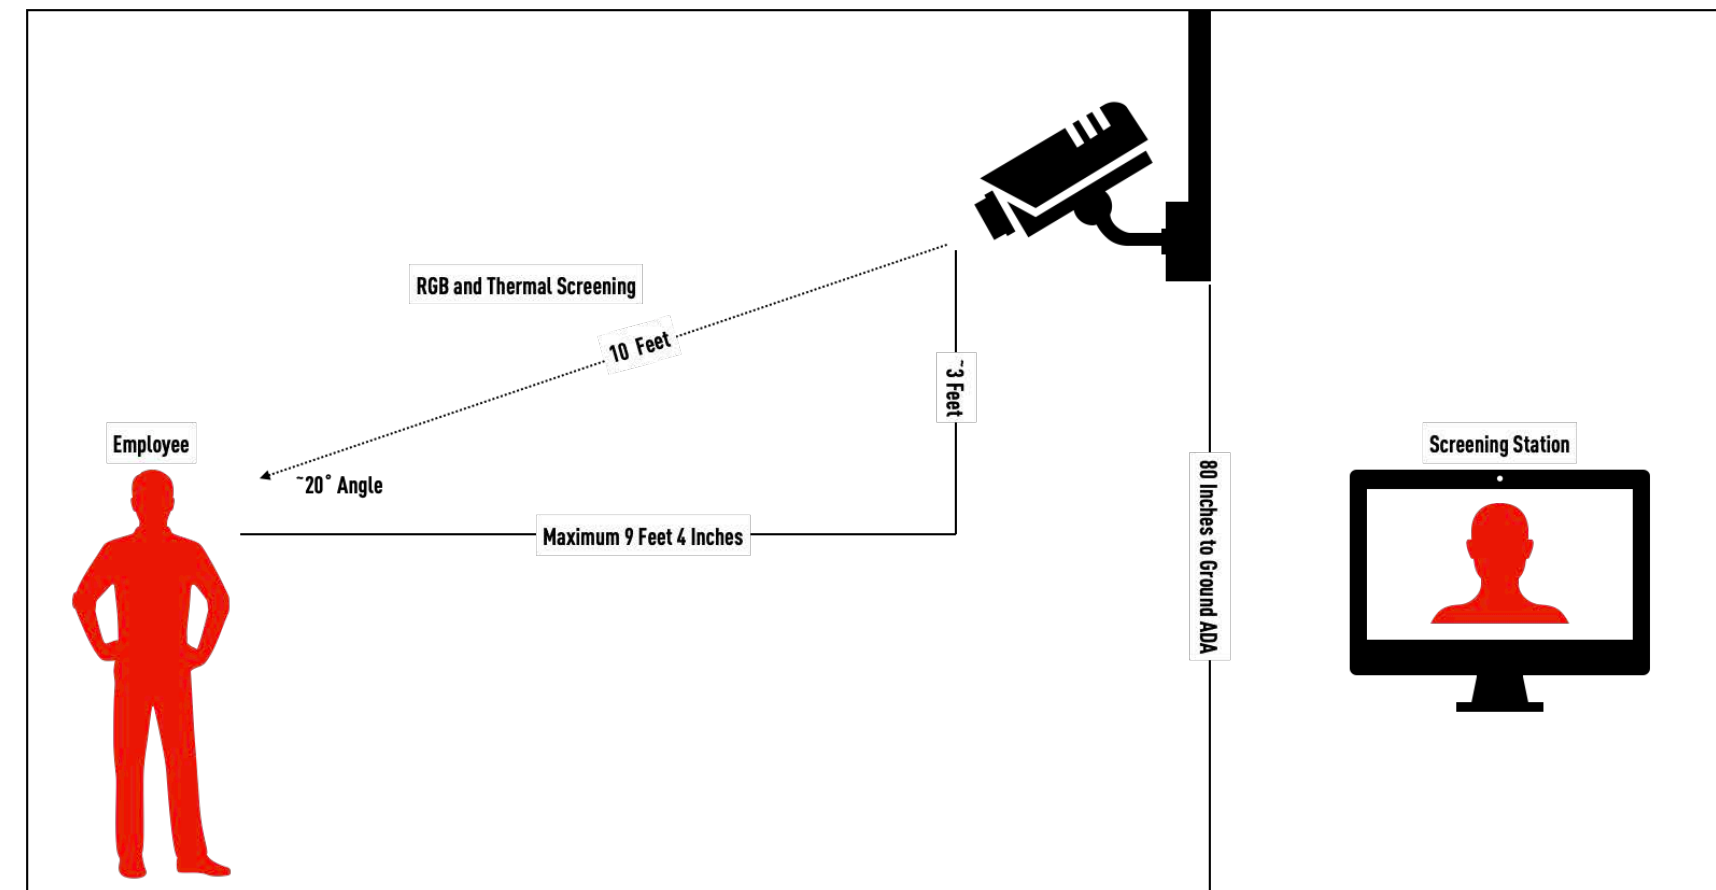 RGB and Thermal Screening
10 Feet
~3 Feet
Employee
Screening Station
~20° Angle
Maximum 9 Feet 4 Inches
80 Inches to Ground ADA